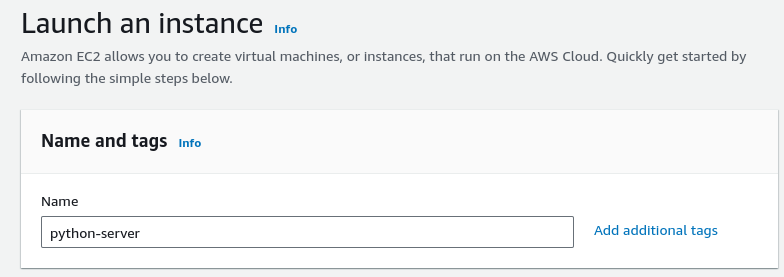 Launch an instance Info
Amazon EC2 allows you to create virtual machines, or instances, that run on the AWS Cloud. Quickly get started by
following the simple steps below.
Name and tags Info
Name
python-server Add additional tags